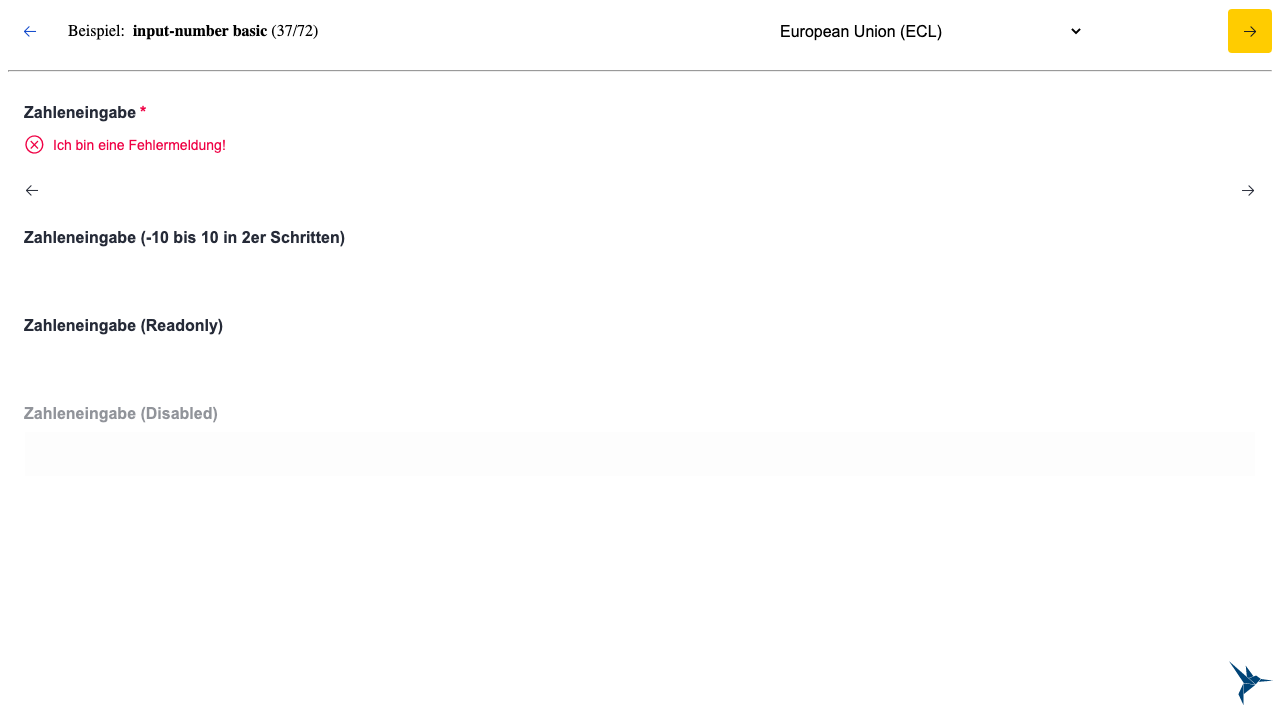 Beispiel: input-number basic (37/72)
European Union (ECL)
Zahleneingabe *
Ich bin eine Fehlermeldung!
Zahleneingabe (-10 bis 10 in 2er Schritten)
Zahleneingabe (Readonly)
Zahleneingabe (Disabled)